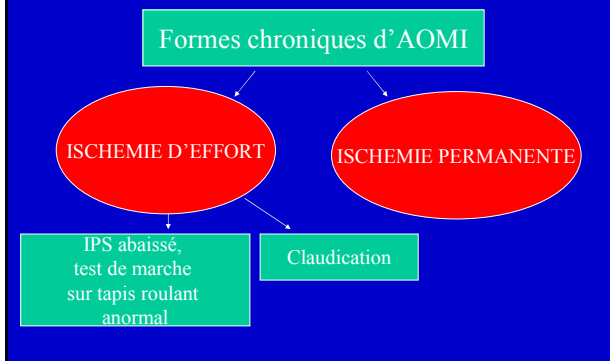 Formes chroniques d’AOMI
ISCHEMIE D’EFFORT
ISCHEMIE PERMANENTE
IPS abaissé,
test de marche
sur tapis roulant
anormal
Claudication